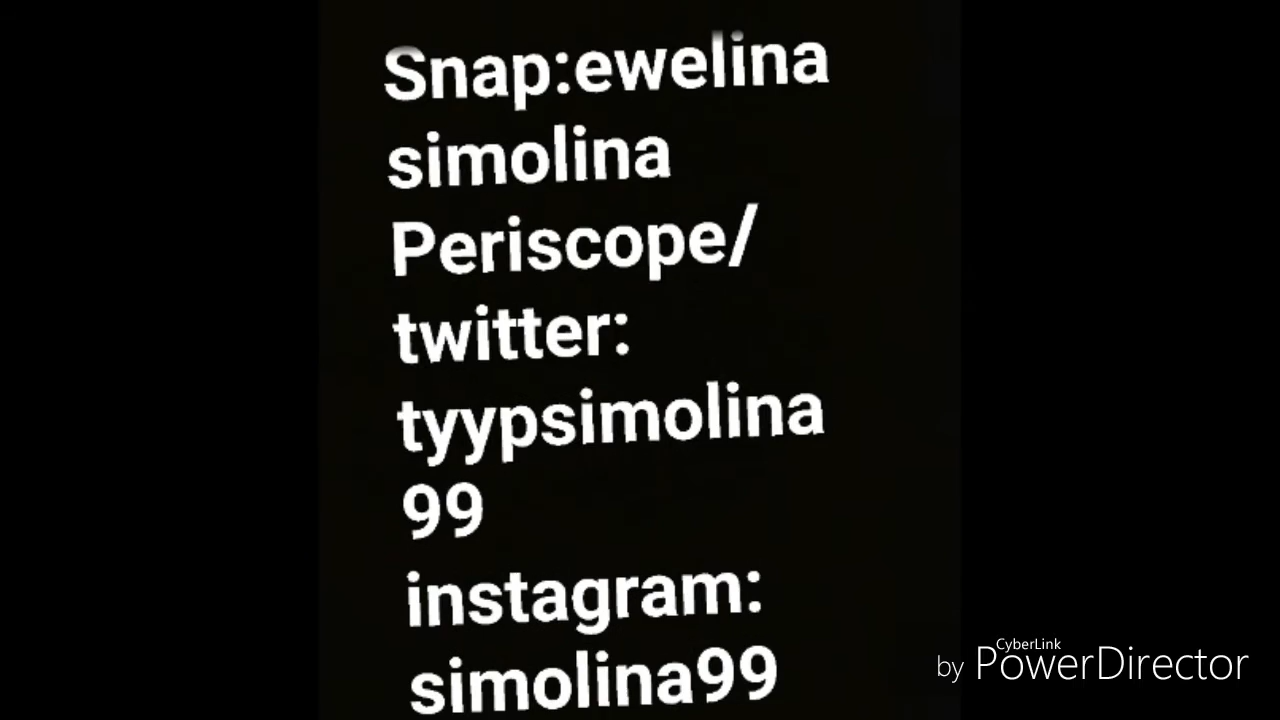 Snap:ewelina
simolina
Periscope/
twitter:
tyypsimolina
99
instagram:
simolina99
CyberLink
by PowerDirector